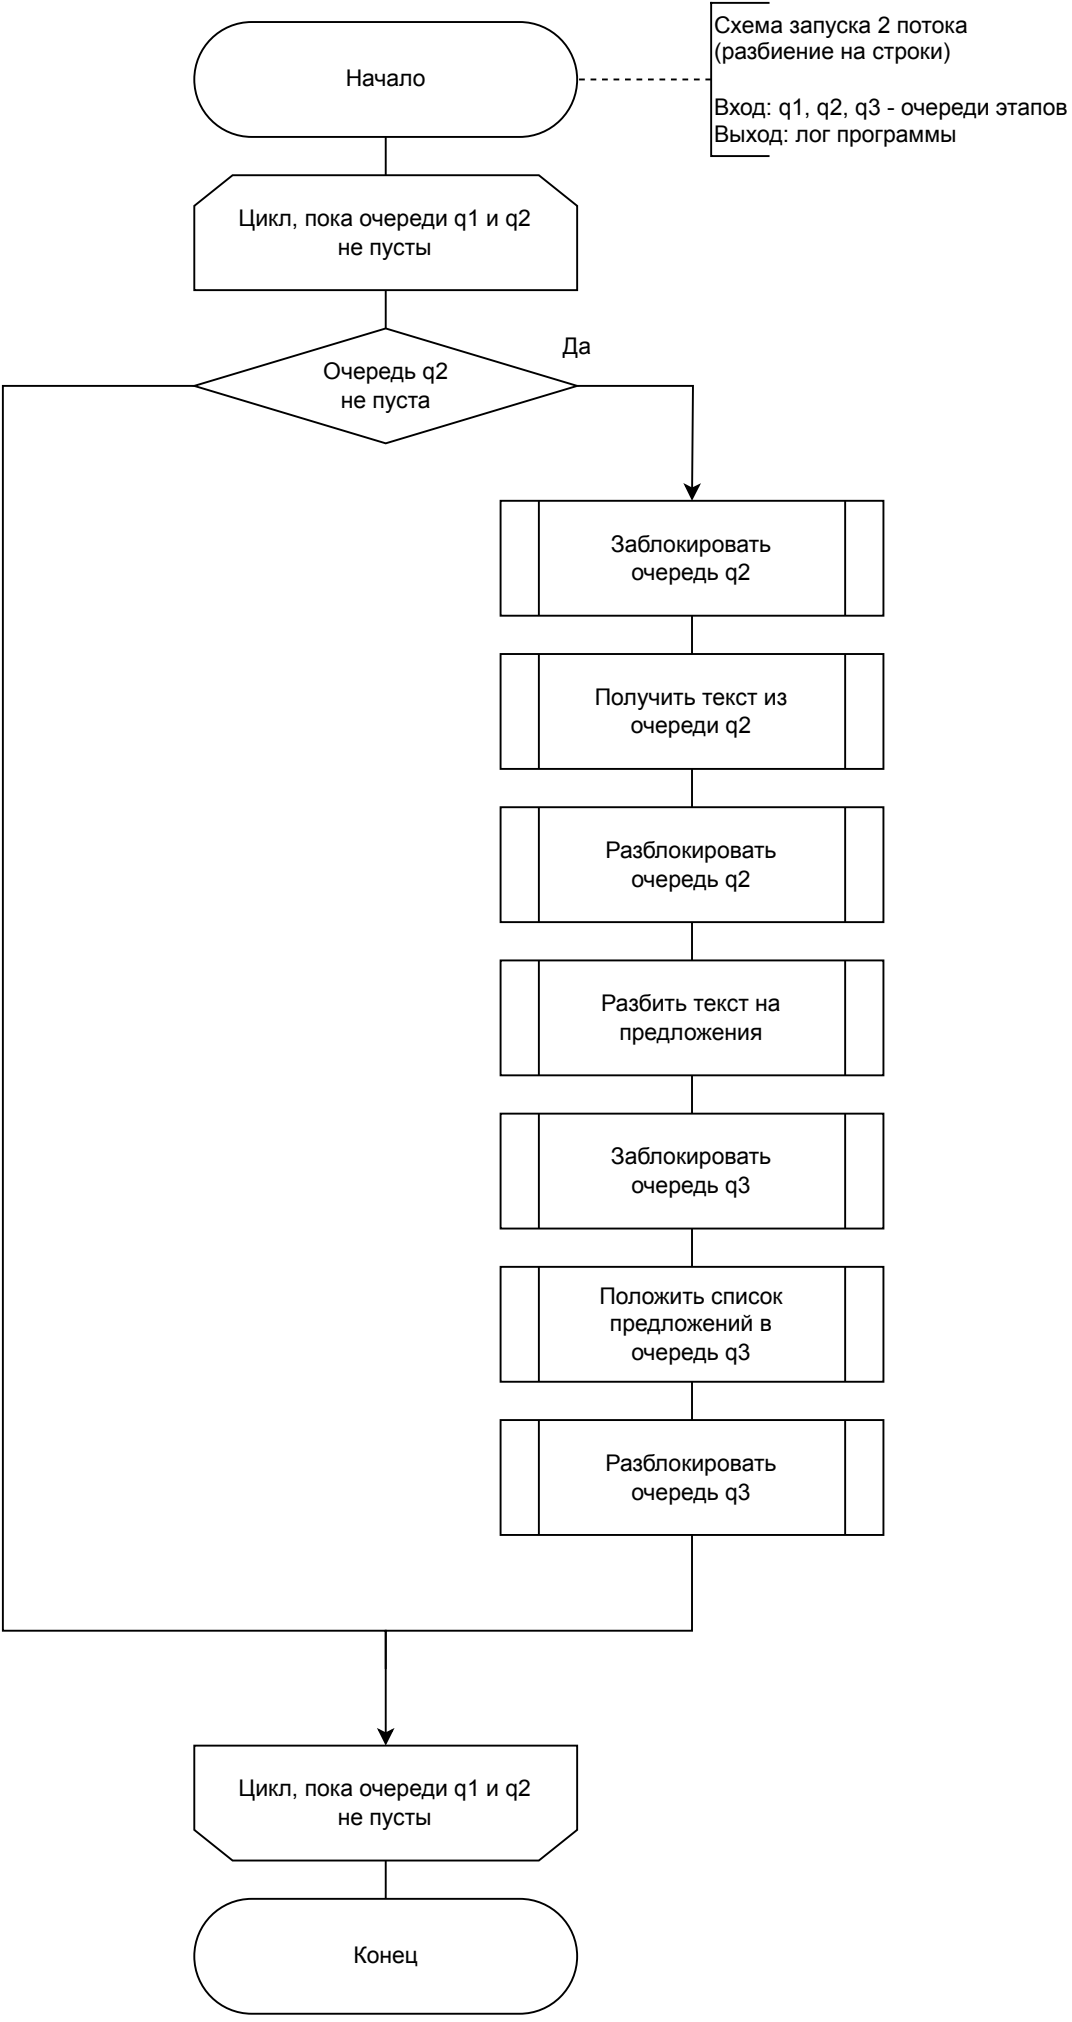 Начало
Схема запуска 2 потока
(разбиение на строки)
Вход: q1, q2, q3 - очереди этапов
Выход: лог программы
Цикл, пока очереди q1 и q2
не пусты
Очередь q2
не пуста
Да
Заблокировать
очередь q2
Получить текст из
очереди q2
Разблокировать
очередь q2
Разбить текст на
предложения
Заблокировать
очередь q3
Положить список
предложений в
очередь q3
Разблокировать
очередь q3
Цикл, пока очереди q1 и q2
не пусты
Конец